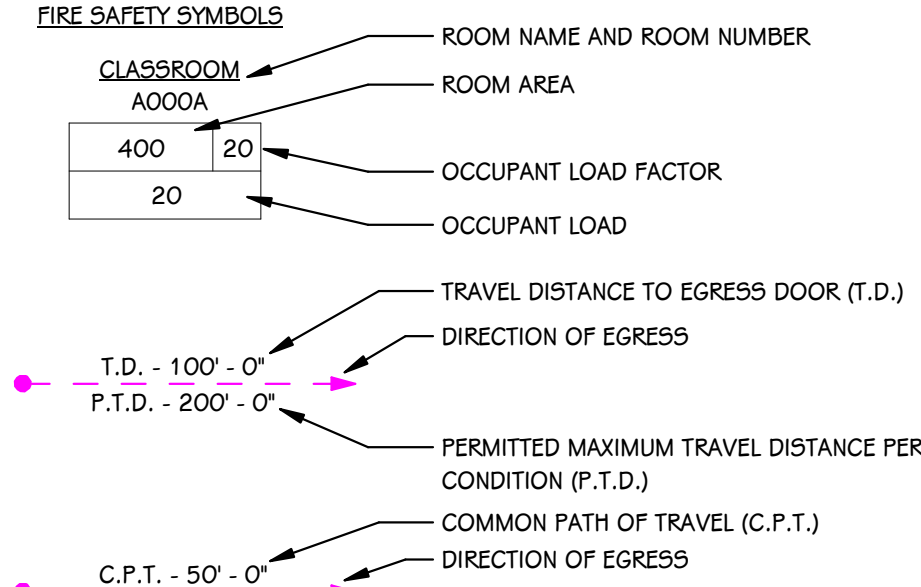 FIRE SAFETY SYMBOLS
ROOM NAME AND ROOM NUMBER
CLASSROOM
A000A
ROOM AREA
400 20
OCCUPANT LOAD FACTOR
20
OCCUPANT LOAD
TRAVEL DISTANCE TO EGRESS DOOR (T.D.)
DIRECTION OF EGRESS
T.D. - 100' - 0"
P.T.D. - 200' - 0"
PERMITTED MAXIMUM TRAVEL DISTANCE PER
CONDITION (P.T.D.)
COMMON PATH OF TRAVEL (C.P.T.)
DIRECTION OF EGRESS
C.P.T. - 50' - 0"